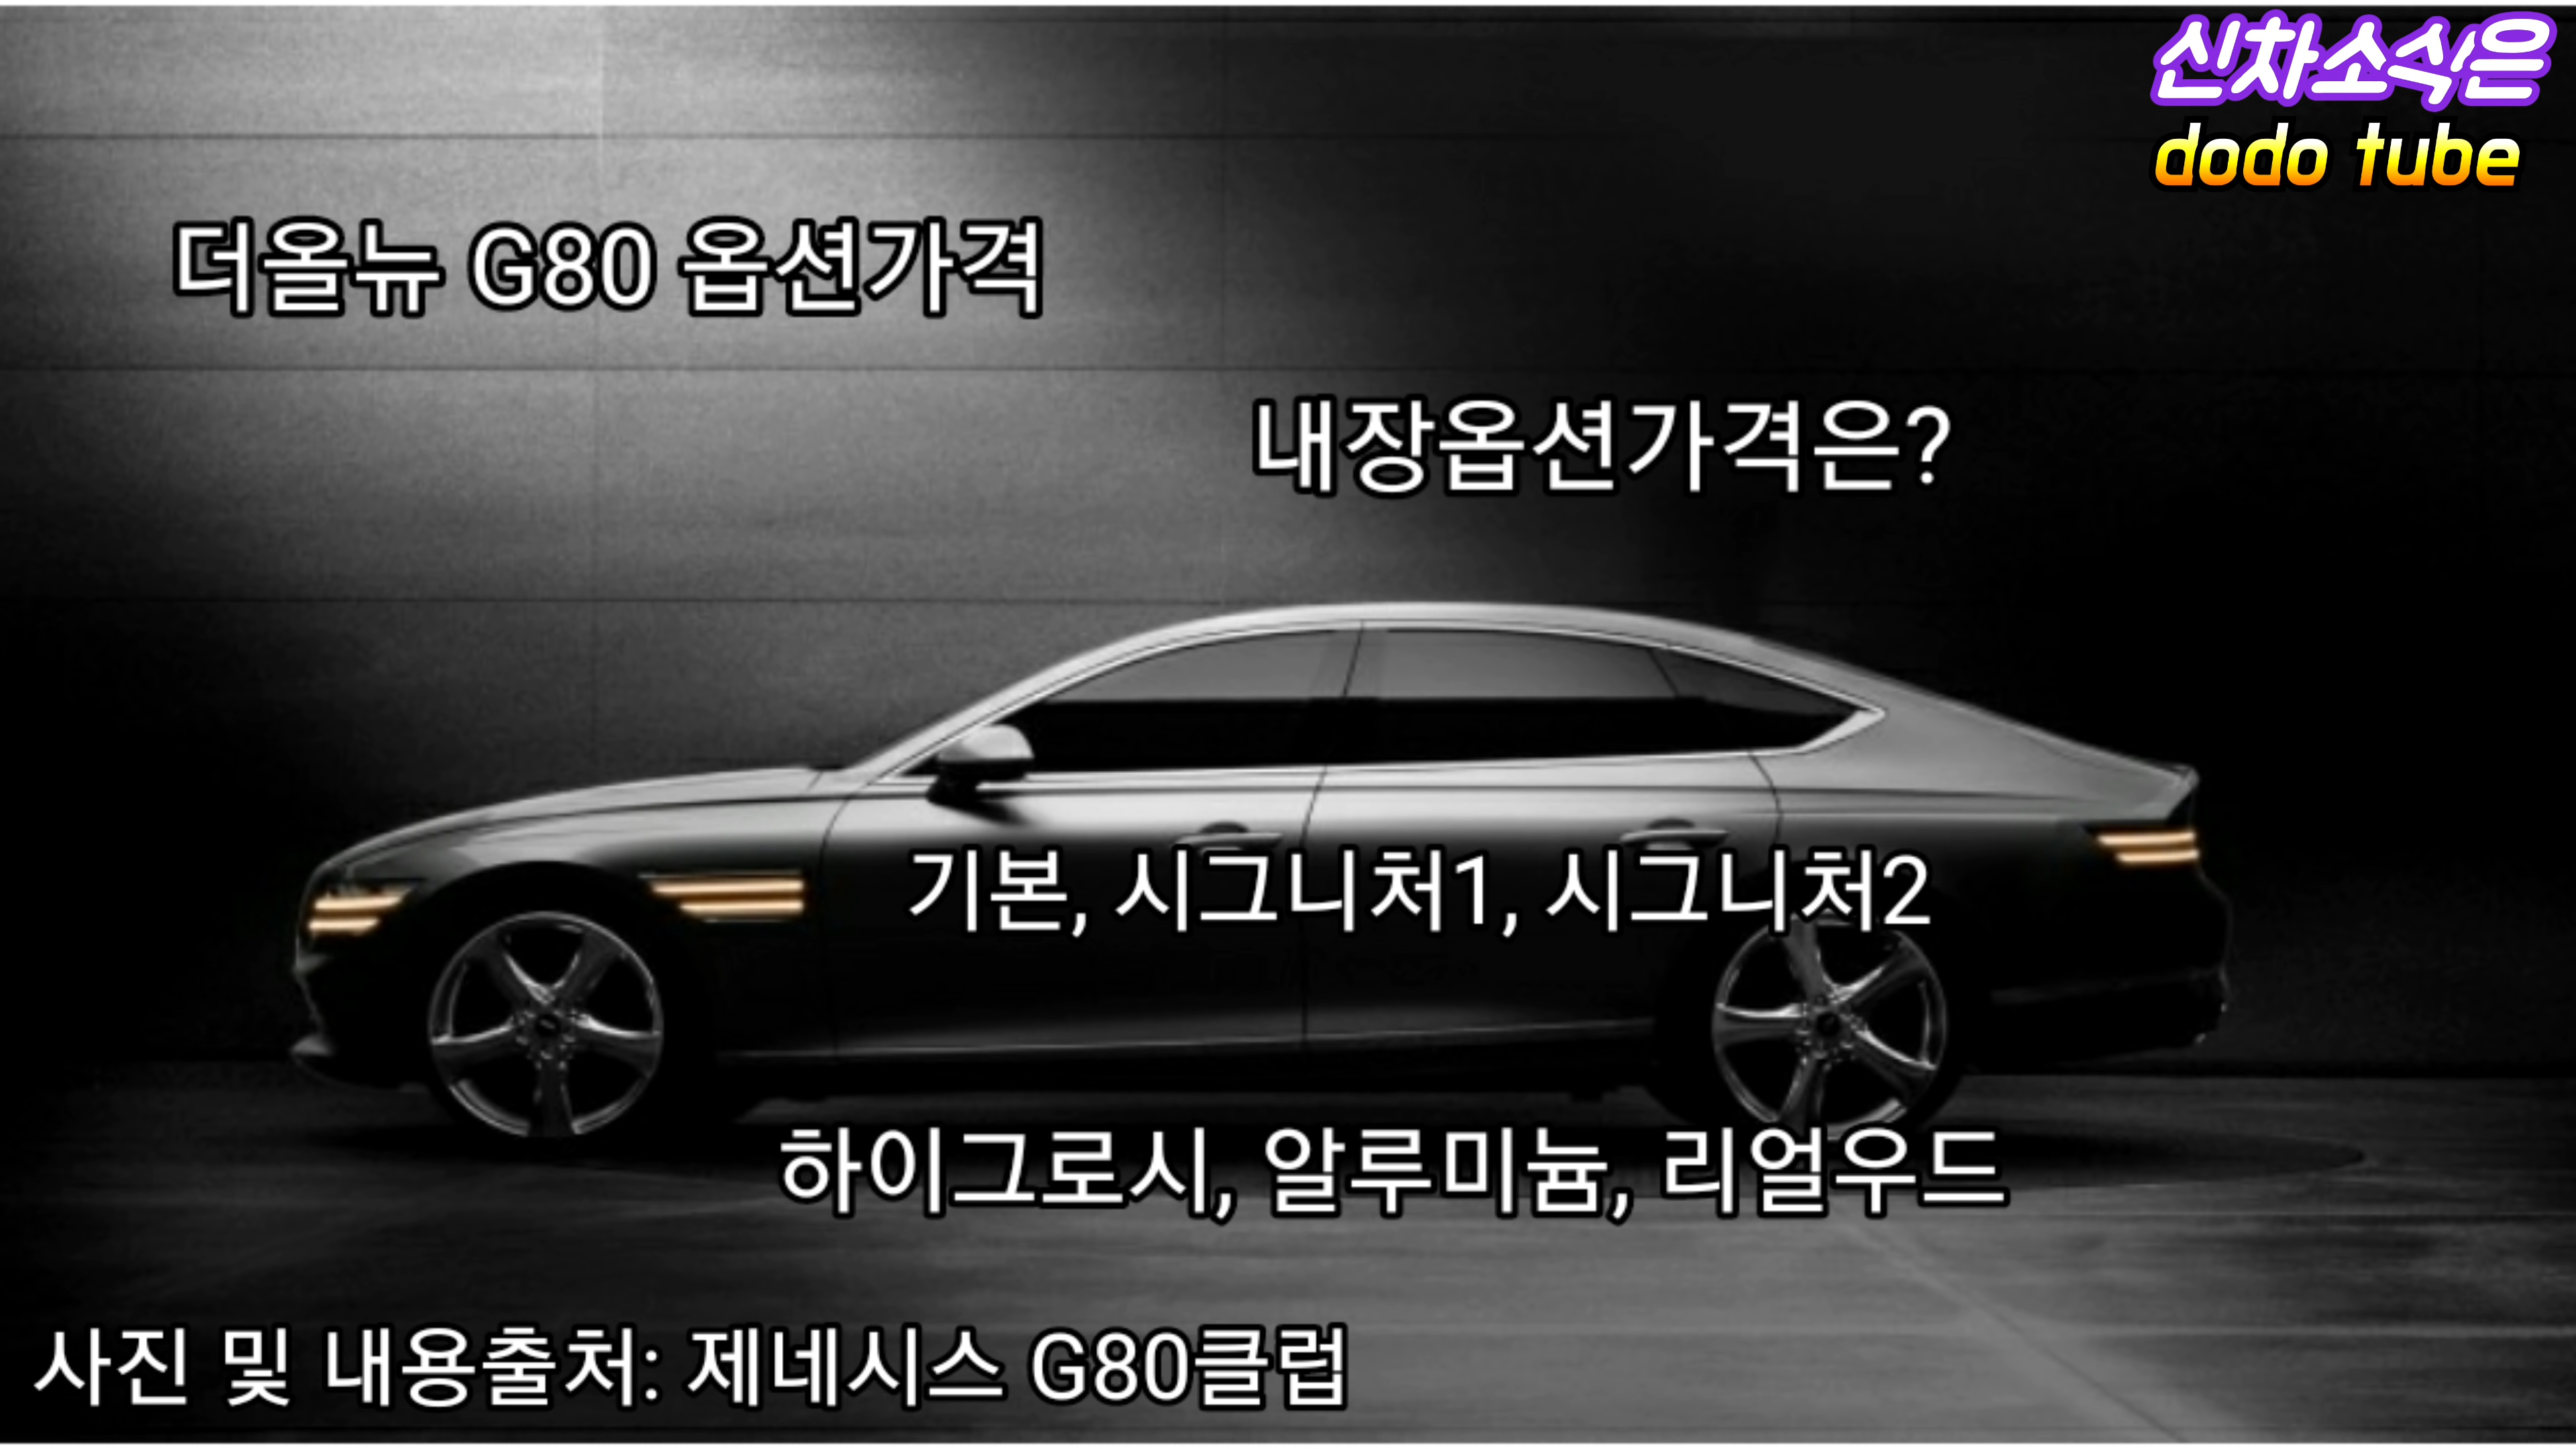 신차소식은
dodo tube
더올뉴 G80 옵션가격
내장옵션가격은?
기본, 시그니처1, 시그니처2
하이그로시, 알루미늄, 리얼우드
사진 및 내용출처: 제네시스 G80클럽